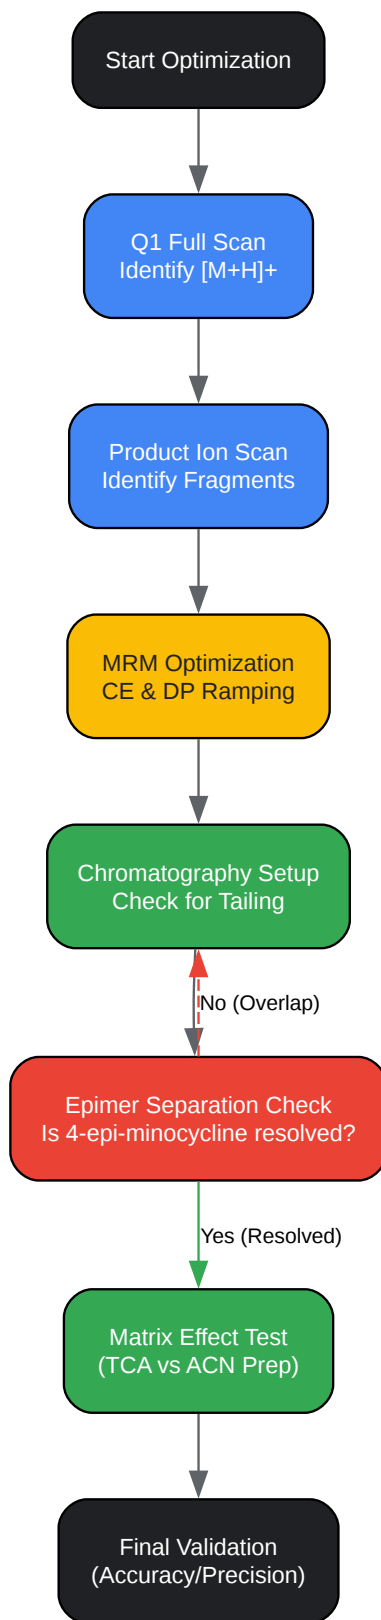 Start Optimization
Q1 Full Scan
Identify [M+H]+
Product Ion Scan
Identify Fragments
MRM Optimization
CE & DP Ramping
Chromatography Setup
Check for Tailing
No (Overlap)
Epimer Separation Check
Is 4-epi-minocycline resolved?
Yes (Resolved)
Matrix Effect Test
(TCA vs ACN Prep)
Final Validation
(Accuracy/Precision)